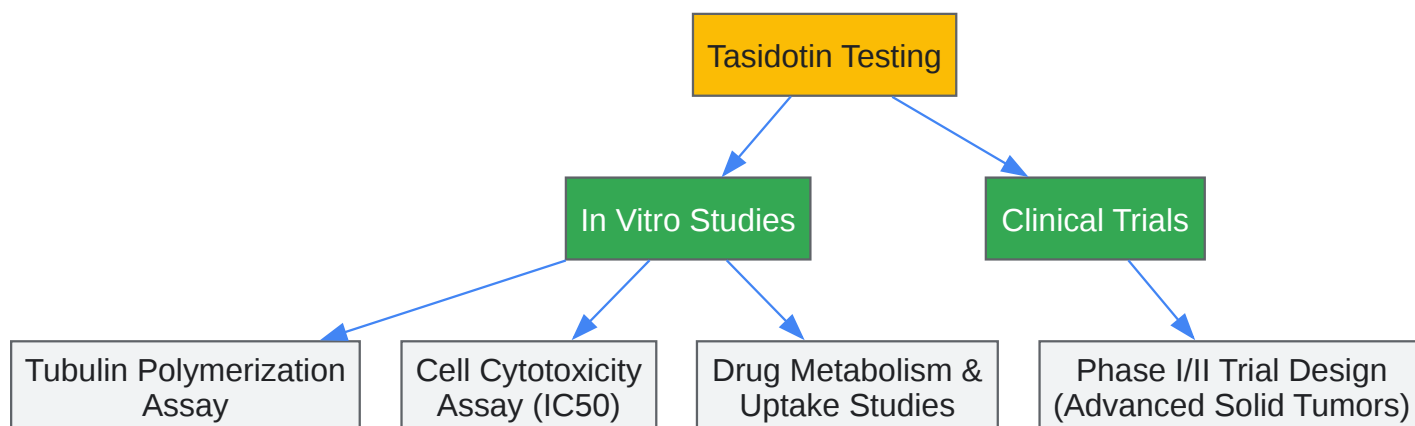 Tasidotin Testing
In Vitro Studies
Clinical Trials
Tubulin Polymerization
Assay
Cell Cytotoxicity
Assay (IC50)
Drug Metabolism &
Uptake Studies
Phase I/II Trial Design
(Advanced Solid Tumors)